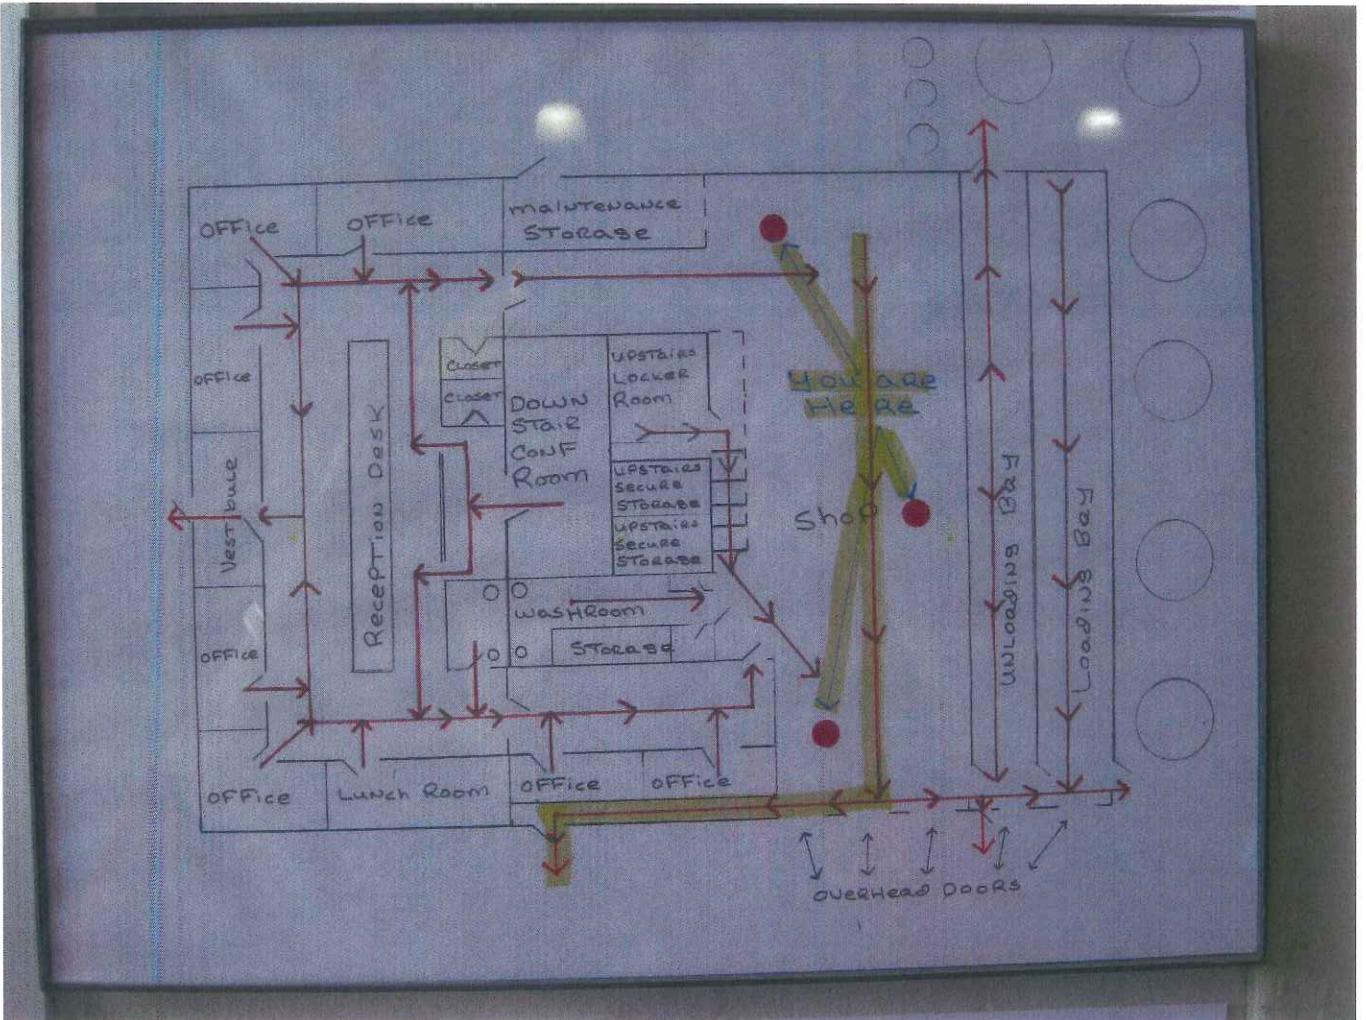 OFFice
OFFice
maintenance
Storage
OFFice
closet
closet
upstairs
Locker
Room
You are
Here
Down
Stair
Conf
Room
upstairs
secure
storage
upstairs
secure
storage
Shop
Vestbule
Reception Desk
Unloading Bay
Loading Bay
OFFice
Washroom
Storage
OFFice
Lunch Room
OFFice
OFFice
Overhead Doors